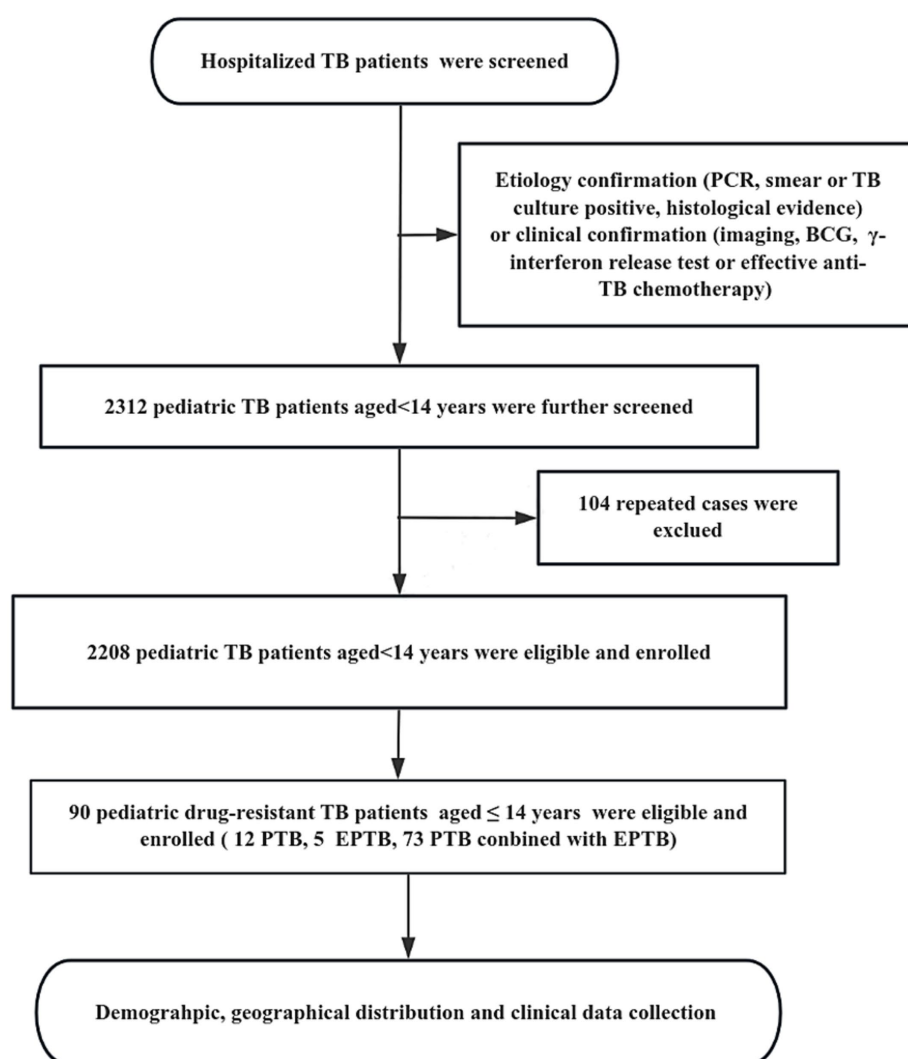 Hospitalized TB patients were screened
Etiology confirmation (PCR, smear or TB
culture positive, histological evidence)
or clinical confirmation (imaging, BCG, γ-
interferon release test or effective anti-
TB chemotherapy)
2312 pediatric TB patients aged<14 years were further screened
104 repeated cases were
exclued
2208 pediatric TB patients aged<14 years were eligible and enrolled
90 pediatric drug-resistant TB patients aged ≤ 14 years were eligible and
enrolled ( 12 PTB, 5 EPTB, 73 PTB conbined with EPTB)
Demograhpic, geographical distribution and clinical data collection